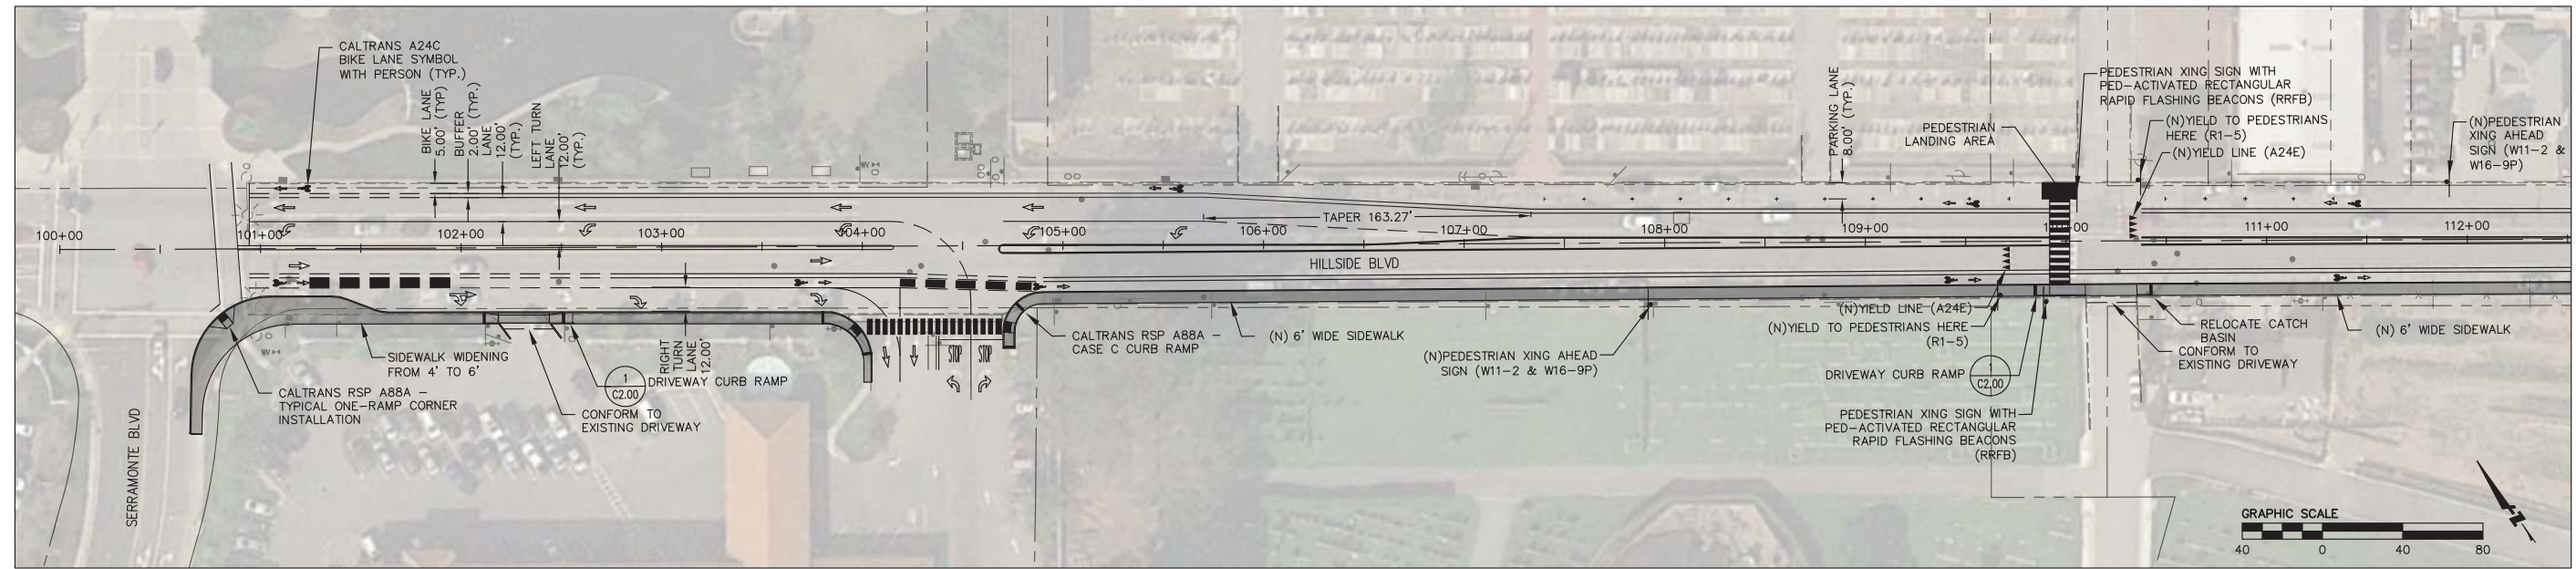 CALTRANS A24C
BIKE LANE SYMBOL
WITH PERSON (TYP.)
BIKE LANE
5.00' (TYP)
BUFFER
2.00' (TYP.)
LANE
12.00'
(TYP.)
LEFT TURN
LANE
12.00'
(TYP.)
PARKING LANE
8.00' (TYP.)
PEDESTRIAN
LANDING AREA
PEDESTRIAN XING SIGN WITH
PED-ACTIVATED RECTANGULAR
RAPID FLASHING BEACONS (RRFB)
(N)YIELD TO PEDESTRIANS
HERE (R1-5)
(N)YIELD LINE (A24E)
(N)PEDESTRIAN
XING AHEAD
SIGN (W11-2 &
W16-9P)
WV
TAPER 163.27'
100+00
101+00
102+00
103+00
104+00
105+00
106+00
107+00
108+00
109+00
111+00
112+00
HILLSIDE BLVD
STOP
STOP
WV
SIDEWALK WIDENING
FROM 4' TO 6'
CALTRANS RSP A88A -
TYPICAL ONE-RAMP CORNER
INSTALLATION
SERRAMONTE BLVD
1
C2.00
DRIVEWAY CURB RAMP
CONFORM TO
EXISTING DRIVEWAY
RIGHT
TURN
LANE
12.00'
CALTRANS RSP A88A -
CASE C CURB RAMP
(N) 6' WIDE SIDEWALK
(N)PEDESTRIAN XING AHEAD
SIGN (W11-2 & W16-9P)
(N)YIELD LINE (A24E)
(N)YIELD TO PEDESTRIANS HERE
(R1-5)
DRIVEWAY CURB RAMP
1
C2.00
PEDESTRIAN XING SIGN WITH
PED-ACTIVATED RECTANGULAR
RAPID FLASHING BEACONS
(RRFB)
RELOCATE CATCH
BASIN
CONFORM TO
EXISTING DRIVEWAY
(N) 6' WIDE SIDEWALK
Z
GRAPHIC SCALE
40 0 40 80